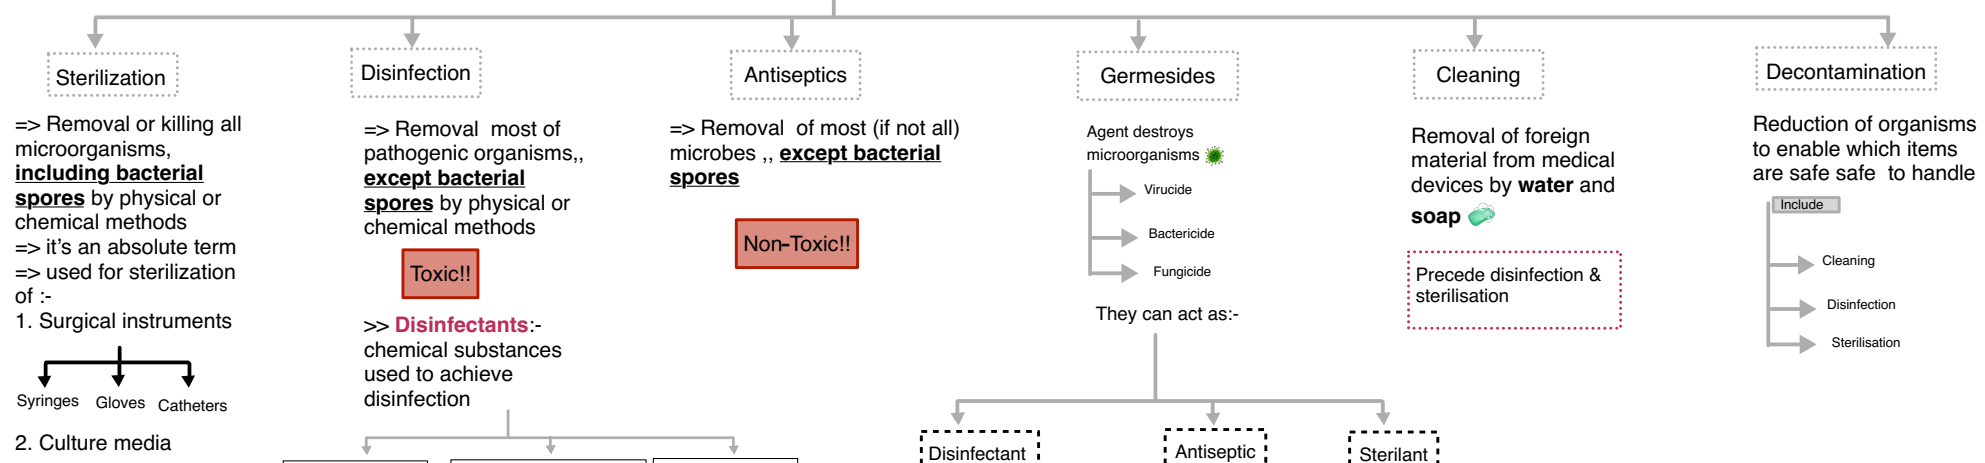 Sterilization
=> Removal or killing all
microorganisms,
including bacterial
spores by physical or
chemical methods
=> it's an absolute term
=> used for sterilization
of :-
1. Surgical instruments
Syringes Gloves Catheters
2. Culture media
Disinfection
=> Removal most of
pathogenic organisms,,
except bacterial
spores by physical or
chemical methods
Toxic!!
>> Disinfectants:-
chemical substances
used to achieve
disinfection
Antiseptics
=> Removal of most (if not all)
microbes ,, except bacterial
spores
Non-Toxic!!
Germesides
Agent destroys
microorganisms
Virucide
Bactericide
Fungicide
They can act as:-
Disinfectant
Antiseptic
Sterilant
Cleaning
Removal of foreign
material from medical
devices by water and
soap
Precede disinfection &
sterilisation
Decontamination
Reduction of organisms
to enable which items
are safe safe to handle
Include
Cleaning
Disinfection
Sterilisation